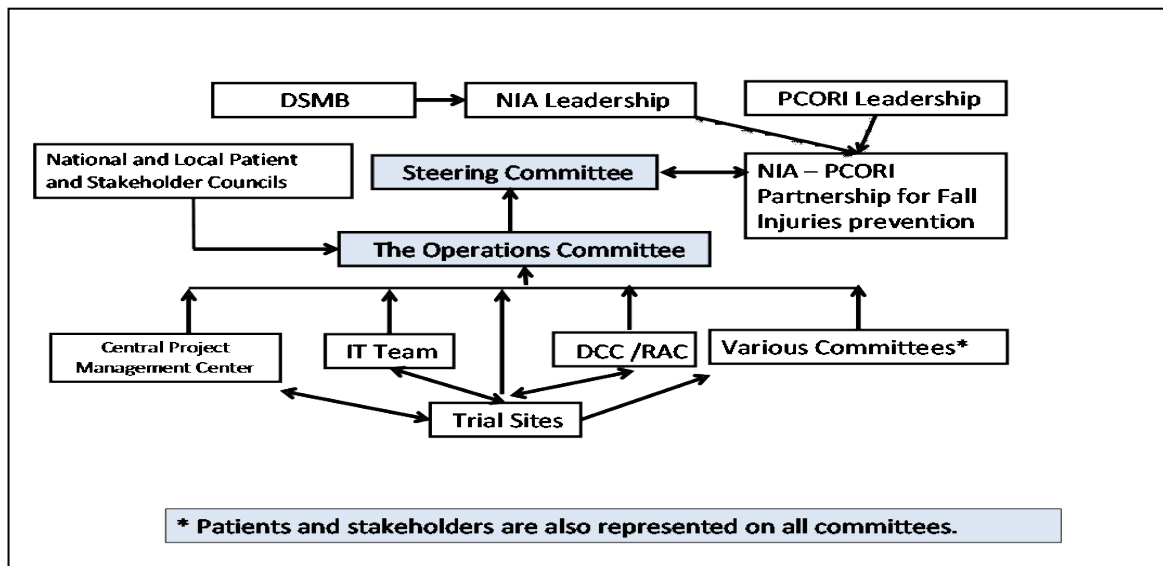 DSMB
NIA Leadership
PCORI Leadership
National and Local Patient
and Stakeholder Councils
Steering Committee
NIA – PCORI
Partnership for Fall
Injuries prevention
The Operations Committee
Central Project
Management Center
IT Team
DCC /RAC
Various Committees*
Trial Sites
* Patients and stakeholders are also represented on all committees.